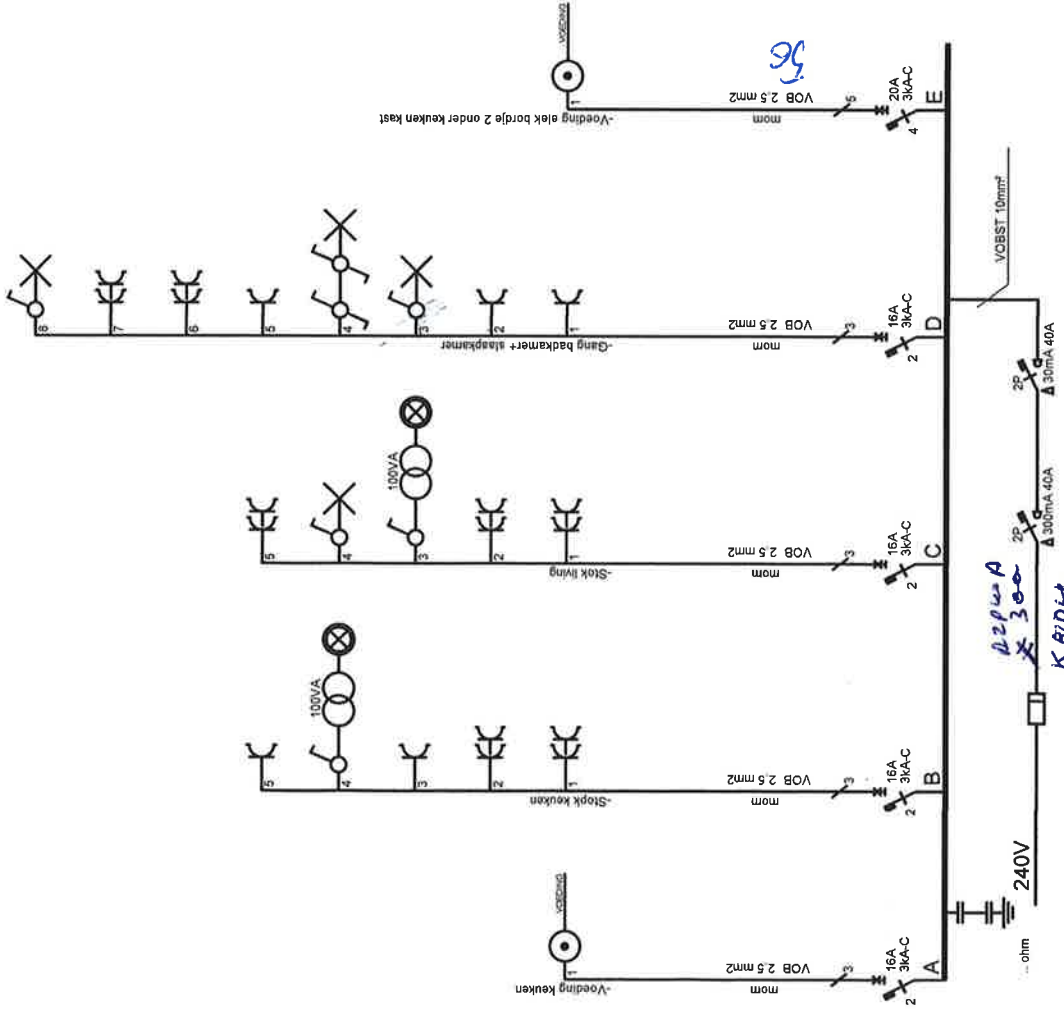 VOEDING
1
-Voeding keuken
mom
VOB 2,5 mm2
3
16A
3kA-C
2
A
5
100VA
4
3
2
1
-Stopk keuken
mom
VOB 2,5 mm2
3
16A
3kA-C
2
B
5
4
100VA
3
2
1
-Stok living
mom
VOB 2,5 mm2
3
16A
3kA-C
2
C
8
7
6
5
4
3
2
1
-Gang badkamer+ slaapkamer
mom
VOB 2,5 mm2
3
16A
3kA-C
2
D
VOEDING
1
-Voeding elek bordje 2 onder keuken kast
mom
VOB 2,5 mm2
5
20A
3kA-C
4
E
... ohm
240V
300
2P
Δ 300mA 40A
2P
Δ 30mA 40A
VOBST 10mm²